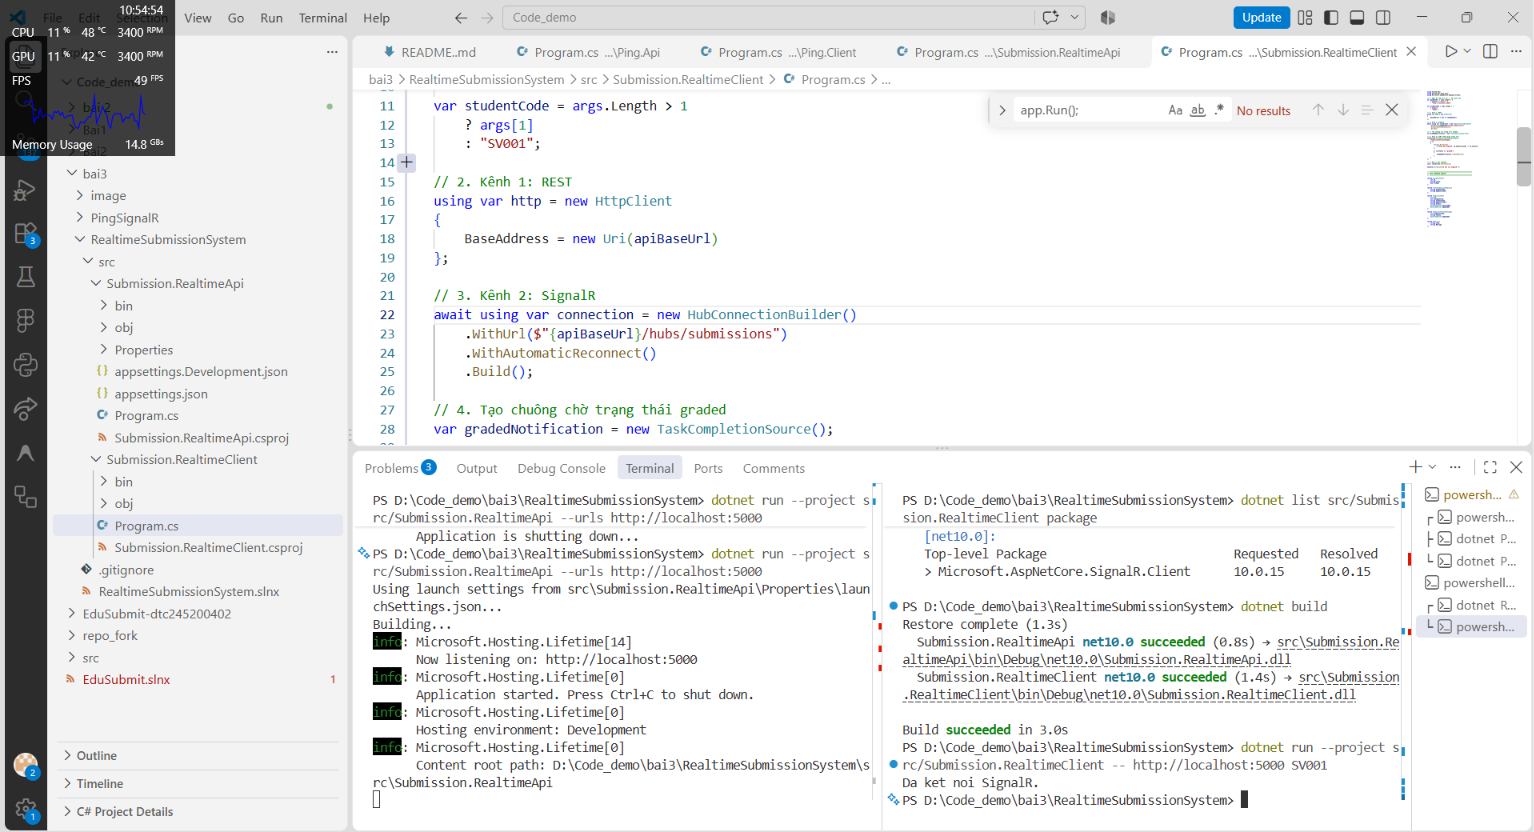 10:54:54
CPU 11 % 48 °C 3400 RPM
GPU 11 % 42 °C 3400 RPM
FPS 49 FPS
Memory Usage 14.8 GBs
File Edit Selection View Go Run Terminal Help
Code_demo
Update
README..md
Program.cs ...\Ping.Api
Program.cs ...\Ping.Client
Program.cs ...\Submission.RealtimeApi
Program.cs ...\Submission.RealtimeClient
bai3 > RealtimeSubmissionSystem > src > Submission.RealtimeClient > Program.cs > ...
app.Run();
Aa ab .*
No results
bai3
image
PingSignalR
RealtimeSubmissionSystem
src
Submission.RealtimeApi
bin
obj
Properties
appsettings.Development.json
appsettings.json
Program.cs
Submission.RealtimeApi.csproj
Submission.RealtimeClient
bin
obj
Program.cs
Submission.RealtimeClient.csproj
.gitignore
RealtimeSubmissionSystem.slnx
EduSubmit-dtc245200402
repo_fork
src
EduSubmit.slnx 1
Outline
Timeline
C# Project Details
11 var studentCode = args.Length > 1
12 ? args[1]
13 : "SV001";
14
15 // 2. Kênh 1: REST
16 using var http = new HttpClient
17 {
18 BaseAddress = new Uri(apiBaseUrl)
19 };
20
21 // 3. Kênh 2: SignalR
22 await using var connection = new HubConnectionBuilder()
23 .WithUrl($"{apiBaseUrl}/hubs/submissions")
24 .WithAutomaticReconnect()
25 .Build();
26
27 // 4. Tạo chuông chờ trạng thái graded
28 var gradedNotification = new TaskCompletionSource();
Problems 3 Output Debug Console Terminal Ports Comments
PS D:\Code_demo\bai3\RealtimeSubmissionSystem> dotnet run --project s
rc/Submission.RealtimeApi --urls http://localhost:5000
Application is shutting down...
PS D:\Code_demo\bai3\RealtimeSubmissionSystem> dotnet run --project s
rc/Submission.RealtimeApi --urls http://localhost:5000
Using launch settings from src\Submission.RealtimeApi\Properties\laun
chSettings.json...
Building...
info: Microsoft.Hosting.Lifetime[14]
Now listening on: http://localhost:5000
info: Microsoft.Hosting.Lifetime[0]
Application started. Press Ctrl+C to shut down.
info: Microsoft.Hosting.Lifetime[0]
Hosting environment: Development
info: Microsoft.Hosting.Lifetime[0]
Content root path: D:\Code_demo\bai3\RealtimeSubmissionSystem\s
rc\Submission.RealtimeApi
PS D:\Code_demo\bai3\RealtimeSubmissionSystem> dotnet list src/Submis
sion.RealtimeClient package
[net10.0]:
Top-level Package Requested Resolved
> Microsoft.AspNetCore.SignalR.Client 10.0.15 10.0.15
PS D:\Code_demo\bai3\RealtimeSubmissionSystem> dotnet build
Restore complete (1.3s)
Submission.RealtimeApi net10.0 succeeded (0.8s) → src\Submission.Re
altimeApi\bin\Debug\net10.0\Submission.RealtimeApi.dll
Submission.RealtimeClient net10.0 succeeded (1.4s) → src\Submission
.RealtimeClient\bin\Debug\net10.0\Submission.RealtimeClient.dll
Build succeeded in 3.0s
PS D:\Code_demo\bai3\RealtimeSubmissionSystem> dotnet run --project s
rc/Submission.RealtimeClient -- http://localhost:5000 SV001
Da ket noi SignalR.
PS D:\Code_demo\bai3\RealtimeSubmissionSystem>
powersh...
powersh...
dotnet P...
dotnet P...
powershell...
dotnet R...
powersh...